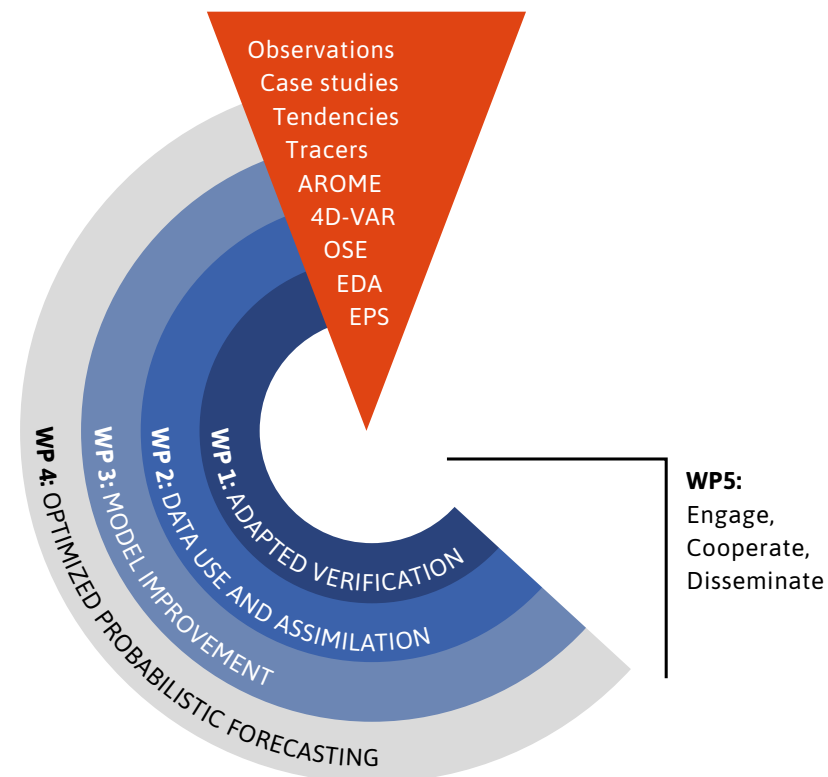 Observations
Case studies
Tendencies
Tracers
AROME
4D-VAR
OSE
EDA
EPS
WP 4: OPTIMIZED PROBABILISTIC FORECASTING
WP 3: MODEL IMPROVEMENT
WP 2: DATA USE AND ASSIMILATION
WP 1: ADAPTED VERIFICATION
WP5:
Engage,
Cooperate,
Disseminate